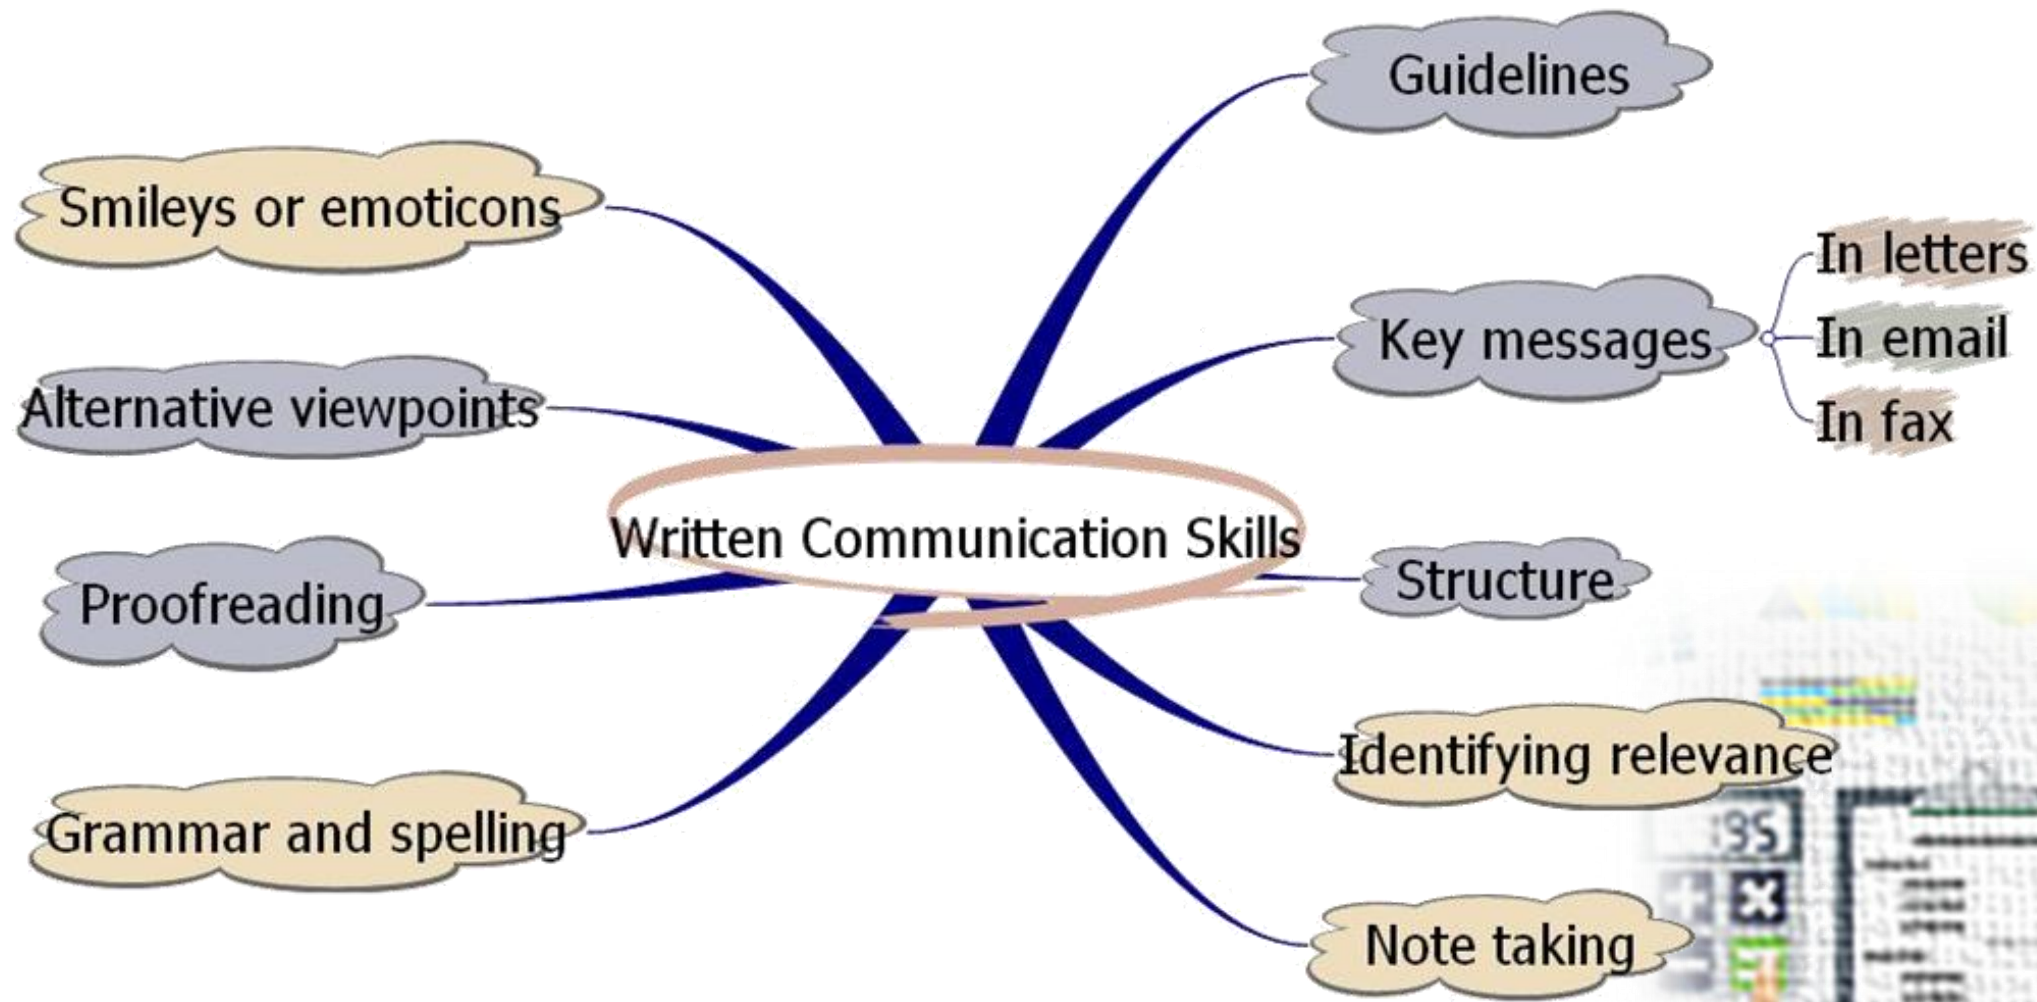 Guidelines
Smileys or emoticons
In letters
Key messages
In email
In fax
Alternative viewpoints
Written Communication Skills
Structure
Proofreading
Identifying relevance
Grammar and spelling
195
Note taking